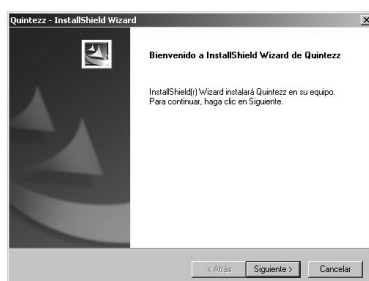 Quintezz - InstallShield Wizard
Bienvenido a InstallShield Wizard de Quintezz
InstallShield(r) Wizard instalará Quintezz en su equipo.
Para continuar, haga clic en Siguiente.
< Atrás
Siguiente >
Cancelar